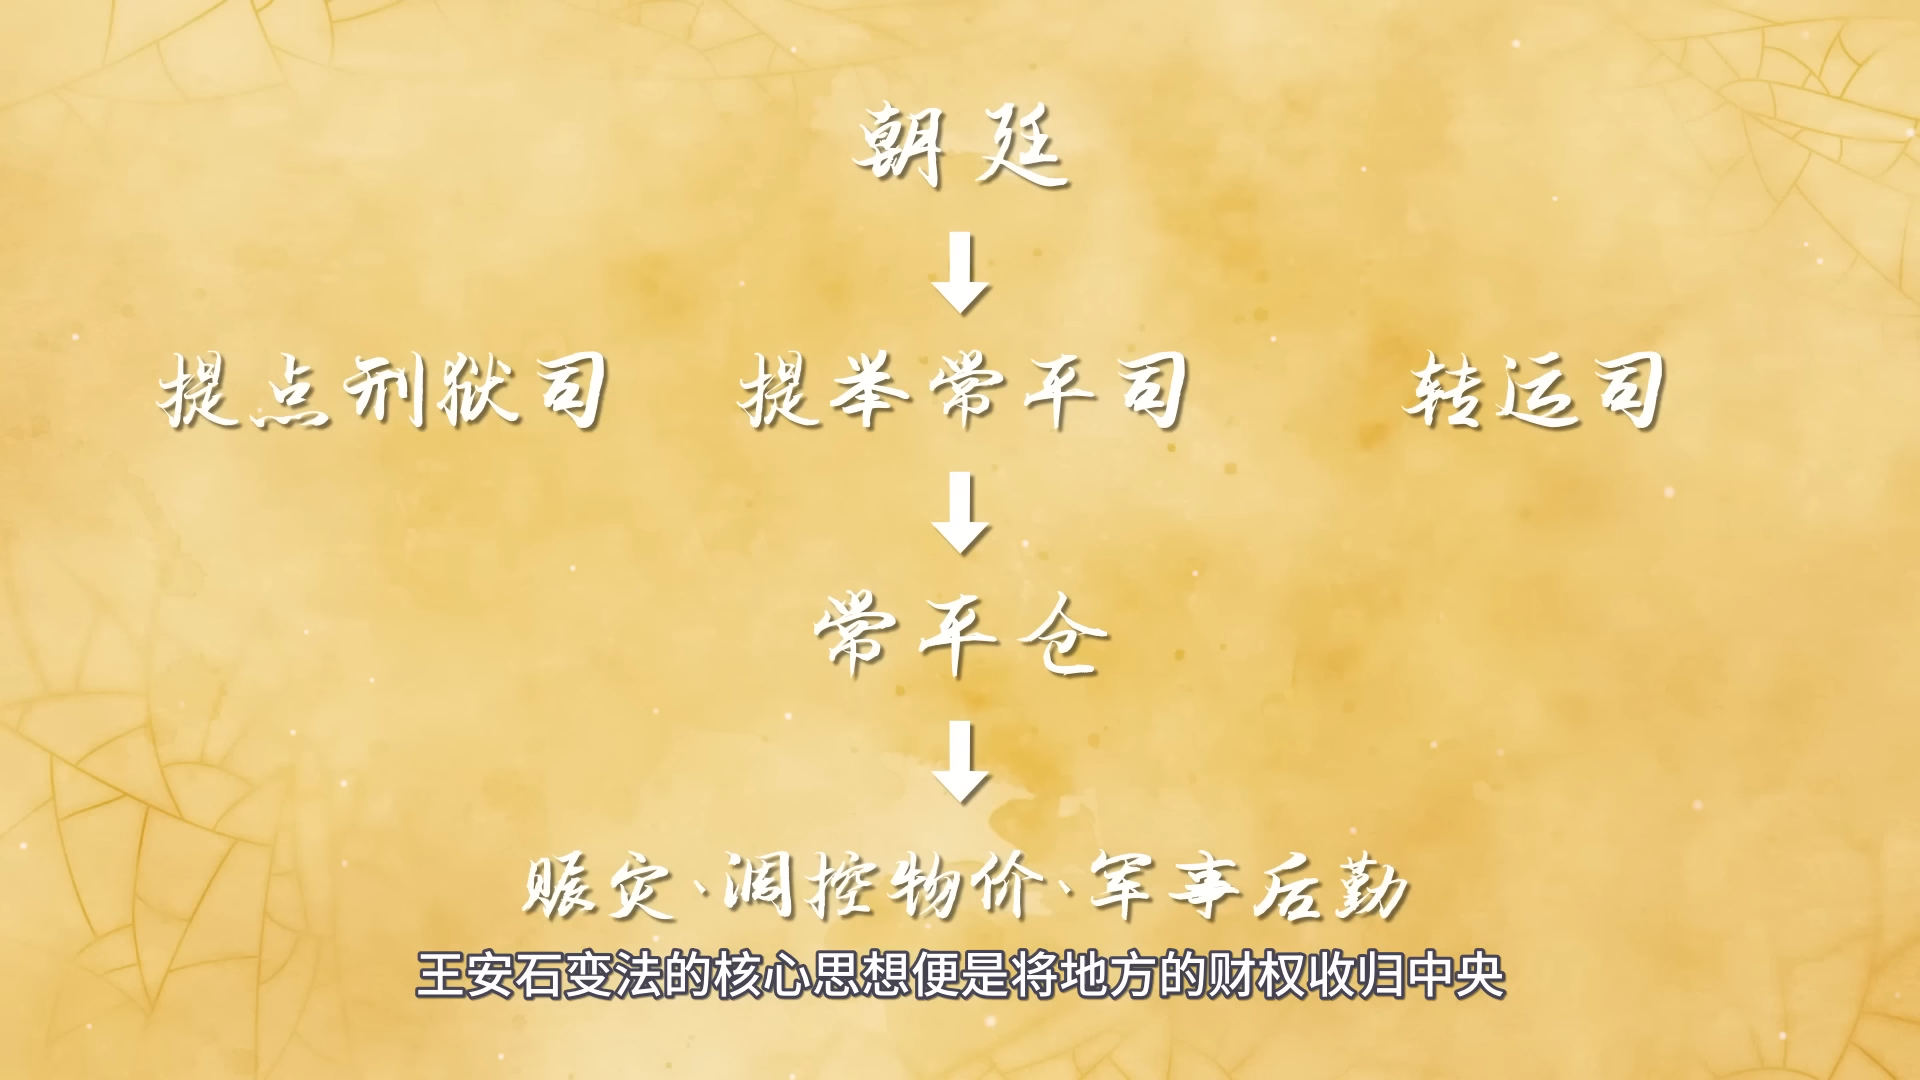 朝廷
提点刑狱司 提举常平司 转运司
常平仓
赈灾、调控物价、军事后勤
王安石变法的核心思想便是将地方的财权收归中央